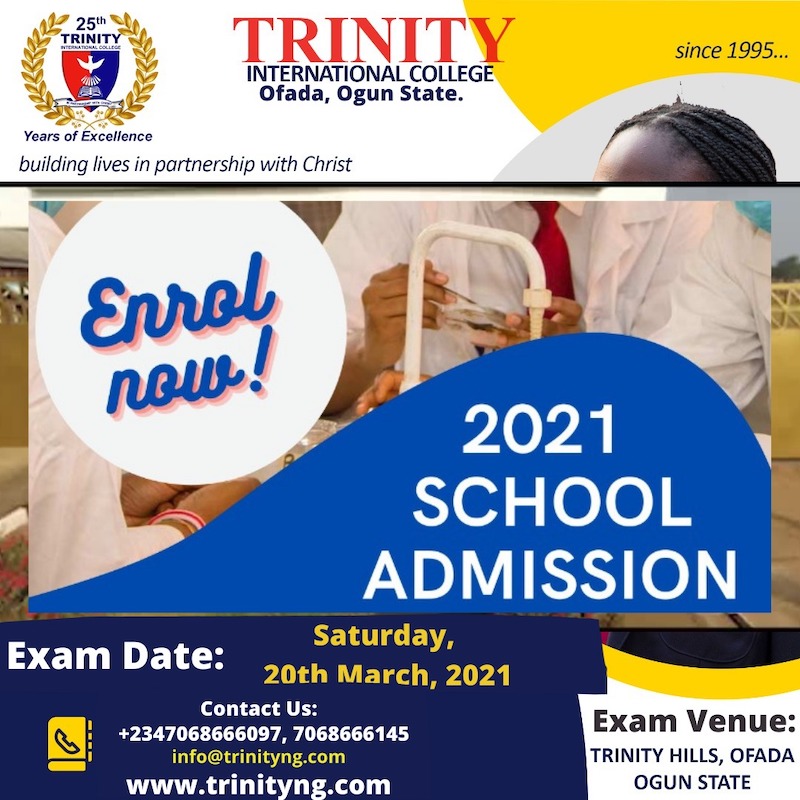 25th
TRINITY
INTERNATIONAL COLLEGE
Years of Excellence
building lives in partnership with Christ
TRINITY
INTERNATIONAL COLLEGE
Ofada, Ogun State.
since 1995...
Enrol
now!
2021
SCHOOL
ADMISSION
Exam Date:
Saturday,
20th March, 2021
Contact Us:
+2347068666097, 7068666145
info@trinityng.com
www.trinityng.com
Exam Venue:
TRINITY HILLS, OFADA
OGUN STATE